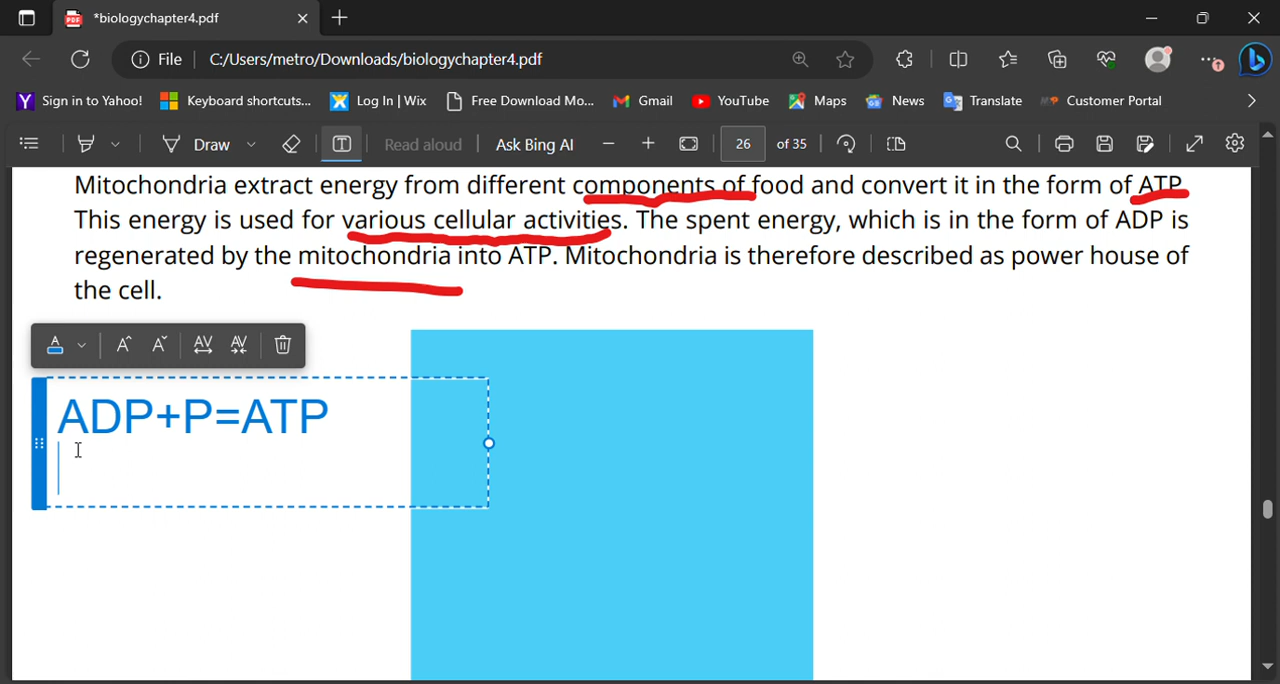 *biologychapter4.pdf
File C:/Users/metro/Downloads/biologychapter4.pdf
Sign in to Yahoo! Keyboard shortcuts... Log In | Wix Free Download Mo... Gmail YouTube Maps News Translate Customer Portal
Draw Read aloud Ask Bing AI 26 of 35
Mitochondria extract energy from different components of food and convert it in the form of ATP
This energy is used for various cellular activities. The spent energy, which is in the form of ADP is
regenerated by the mitochondria into ATP. Mitochondria is therefore described as power house of
the cell.
ADP+P=ATP